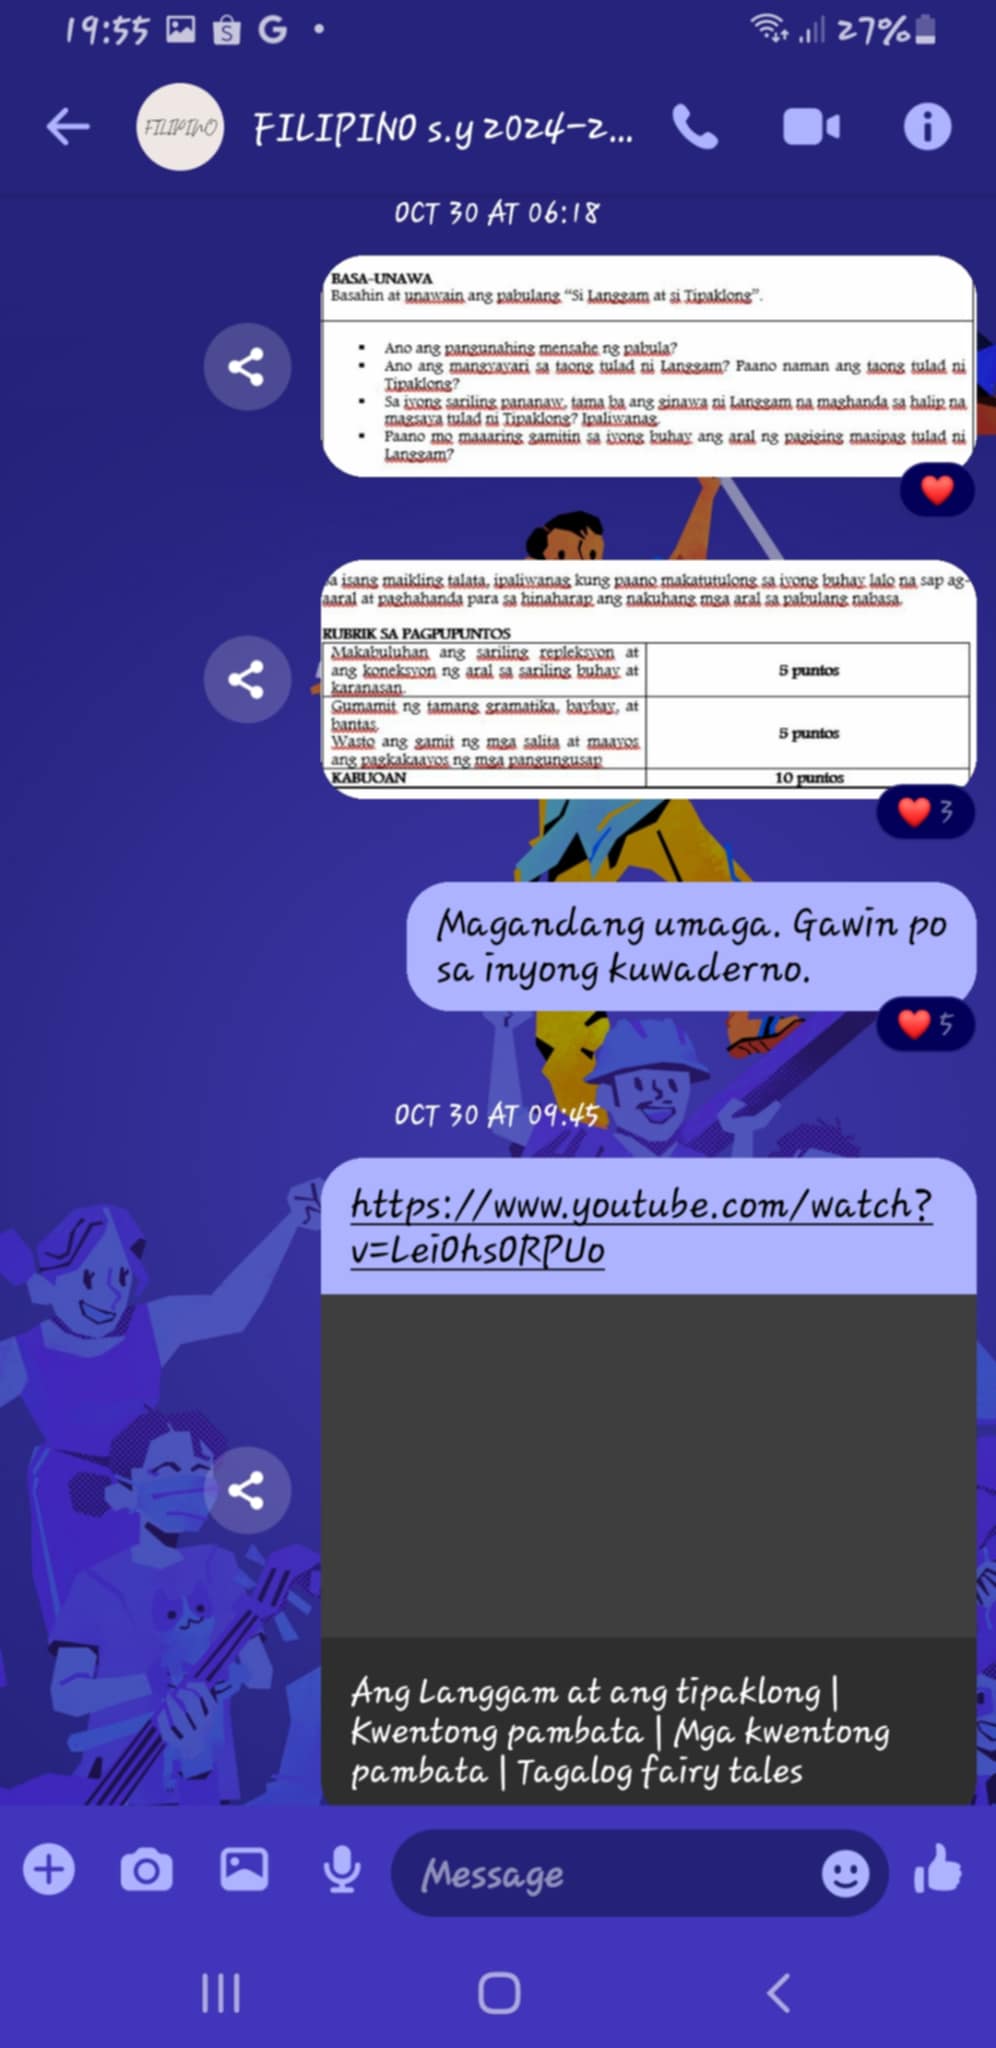 19:55
27%
FILIPINO
FILIPINO s.y 2024-2...
OCT 30 AT 06:18
BASA-UNAWA
Basahin at unawain ang pabulang “Si Langgam at si Tipaklong”.
▪ Ano ang pangunahing mensahe ng pabula?
▪ Ano ang mangyayari sa taong tulad ni Langgam? Paano naman ang taong tulad ni
Tipaklong?
▪ Sa iyong sariling pananaw, tama ba ang ginawa ni Langgam na maghanda sa halip na
magsaya tulad ni Tipaklong? Ipaliwanag.
▪ Paano mo maaaring gamitin sa iyong buhay ang aral ng pagiging masipag tulad ni
Langgam?
a isang maikling talata, ipaliwanag kung paano makatutulong sa iyong buhay lalo na sap ag-
aaral at paghahanda para sa hinaharap ang nakuhang mga aral sa pabulang nabasa.
RUBRIK SA PAGPUPUNTOS
Makabuluhan ang sariling repleksyon at
ang koneksyon ng aral sa sariling buhay at
karanasan.
5 puntos
Gumamit ng tamang gramatika, baybay, at
bantas.
Wasto ang gamit ng mga salita at maayos
ang pagkakaayos ng mga pangungusap
5 puntos
KABUOAN
10 puntos
3
Magandang umaga. Gawin po
sa inyong kuwaderno.
5
OCT 30 AT 09:45
https://www.youtube.com/watch?
v=Lei0hs0RPUo
Ang Langgam at ang tipaklong |
Kwentong pambata | Mga kwentong
pambata | Tagalog fairy tales
Message